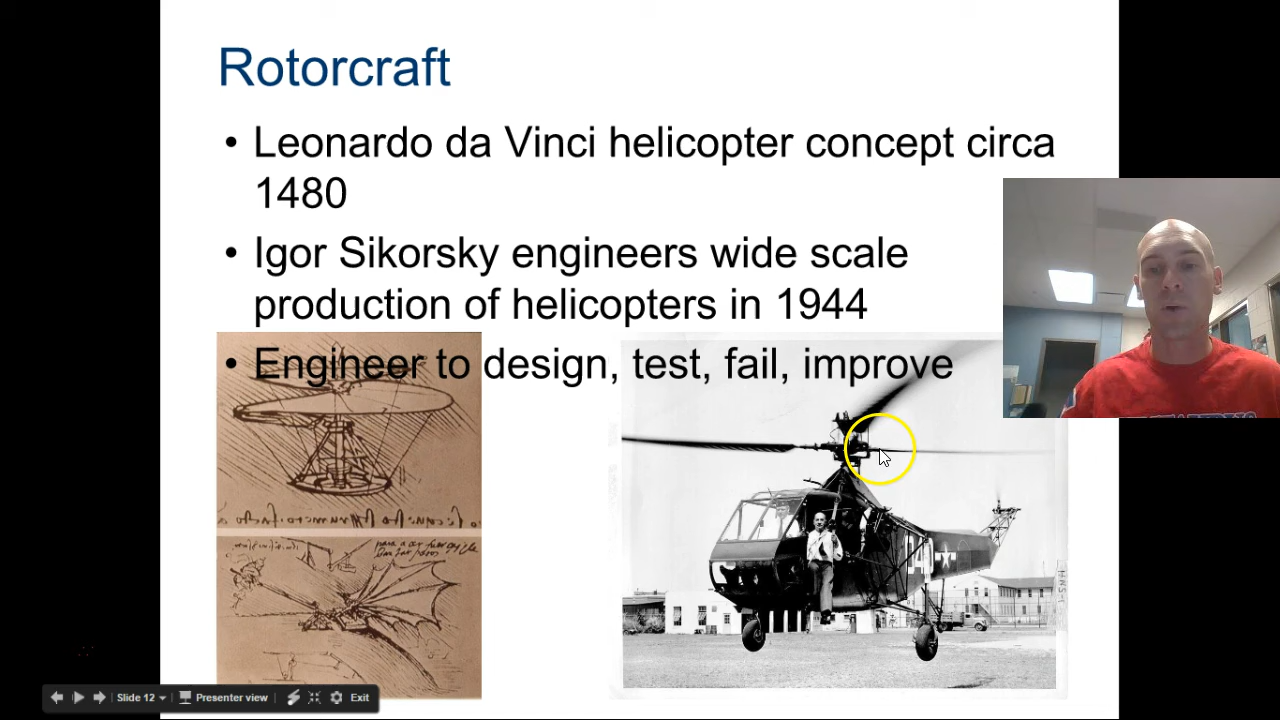 Rotorcraft
• Leonardo da Vinci helicopter concept circa
1480
• Igor Sikorsky engineers wide scale
production of helicopters in 1944
• Engineer to design, test, fail, improve
Slide 12
Presenter view
Exit